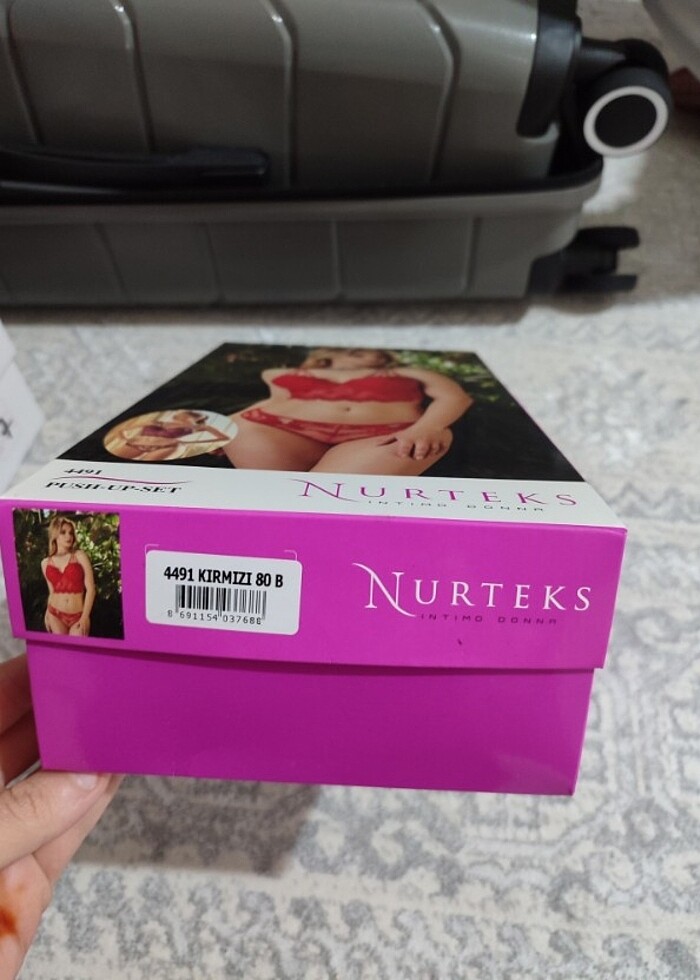 4491
PUSH-UP-SET
NURTEKS
INTIMO DONNA
4491 KIRMIZI 80 B
8 691154 037688
NURTEKS
INTIMO DONNA